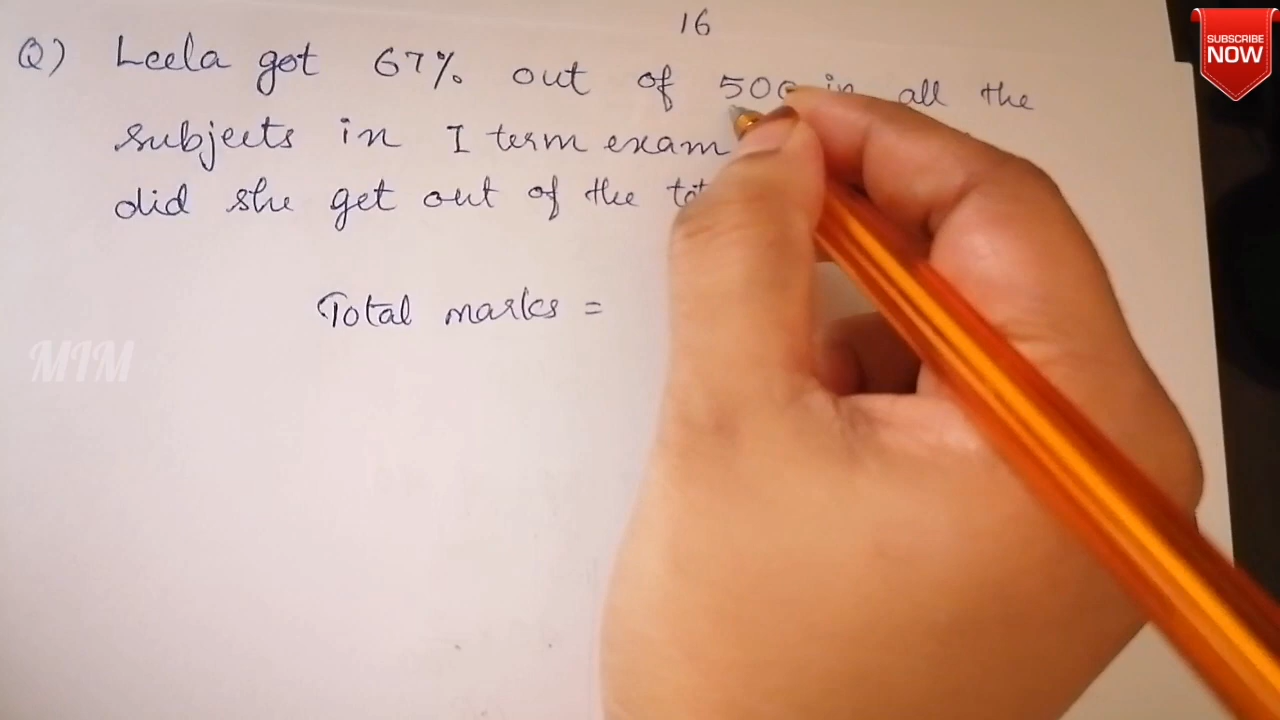 16
Q) Leela got 67% out of 500 in all the
subjects in I term exam
did she get out of the
Total marks =
MIM
SUBSCRIBE
NOW